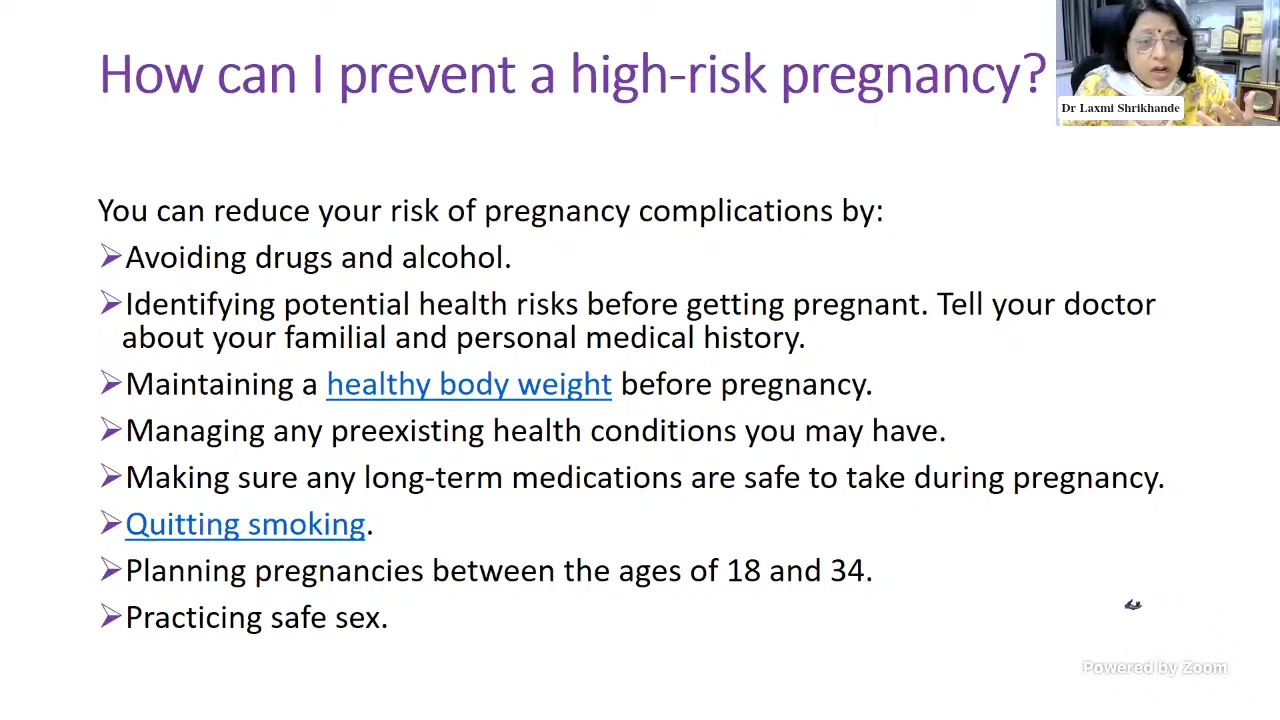 How can I prevent a high-risk pregnancy?
Dr Laxmi Shrikhande
You can reduce your risk of pregnancy complications by:
➢Avoiding drugs and alcohol.
➢Identifying potential health risks before getting pregnant. Tell your doctor
about your familial and personal medical history.
➢Maintaining a healthy body weight before pregnancy.
➢Managing any preexisting health conditions you may have.
➢Making sure any long-term medications are safe to take during pregnancy.
➢Quitting smoking.
➢Planning pregnancies between the ages of 18 and 34.
➢Practicing safe sex.
Powered by Zoom